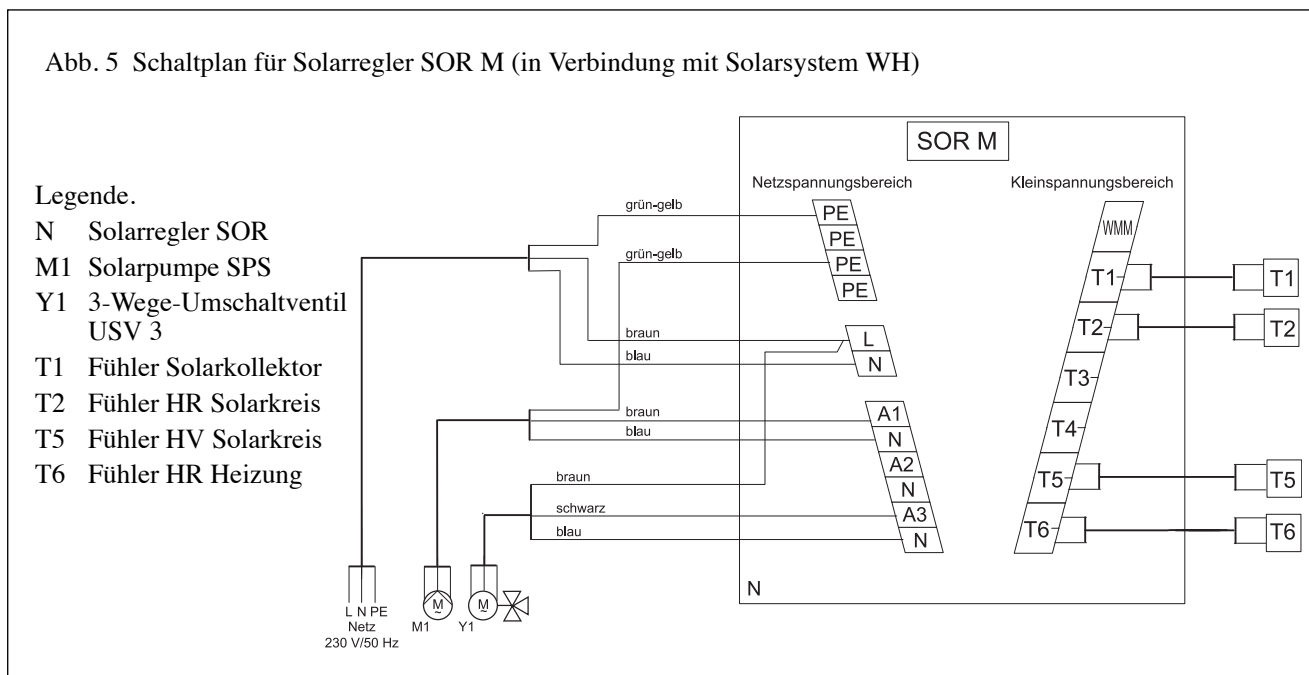 Abb. 5 Schaltplan für Solarregler SOR M (in Verbindung mit Solarsystem WH)
Legende.
N Solarregler SOR
M1 Solarpumpe SPS
Y1 3-Wege-Umschaltventil
USV 3
T1 Fühler Solarkollektor
T2 Fühler HR Solarkreis
T5 Fühler HV Solarkreis
T6 Fühler HR Heizung
SOR M
Netzspannungsbereich
Kleinspannungsbereich
grün-gelb
grün-gelb
braun
blau
braun
blau
braun
schwarz
blau
PE
PE
PE
PE
L
N
A1
N
A2
N
A3
N
WMM
T1
T2
T3
T4
T5
T6
T1
T2
T5
T6
N
M
~
M
~
L N PE
Netz
230 V/50 Hz
M1
Y1